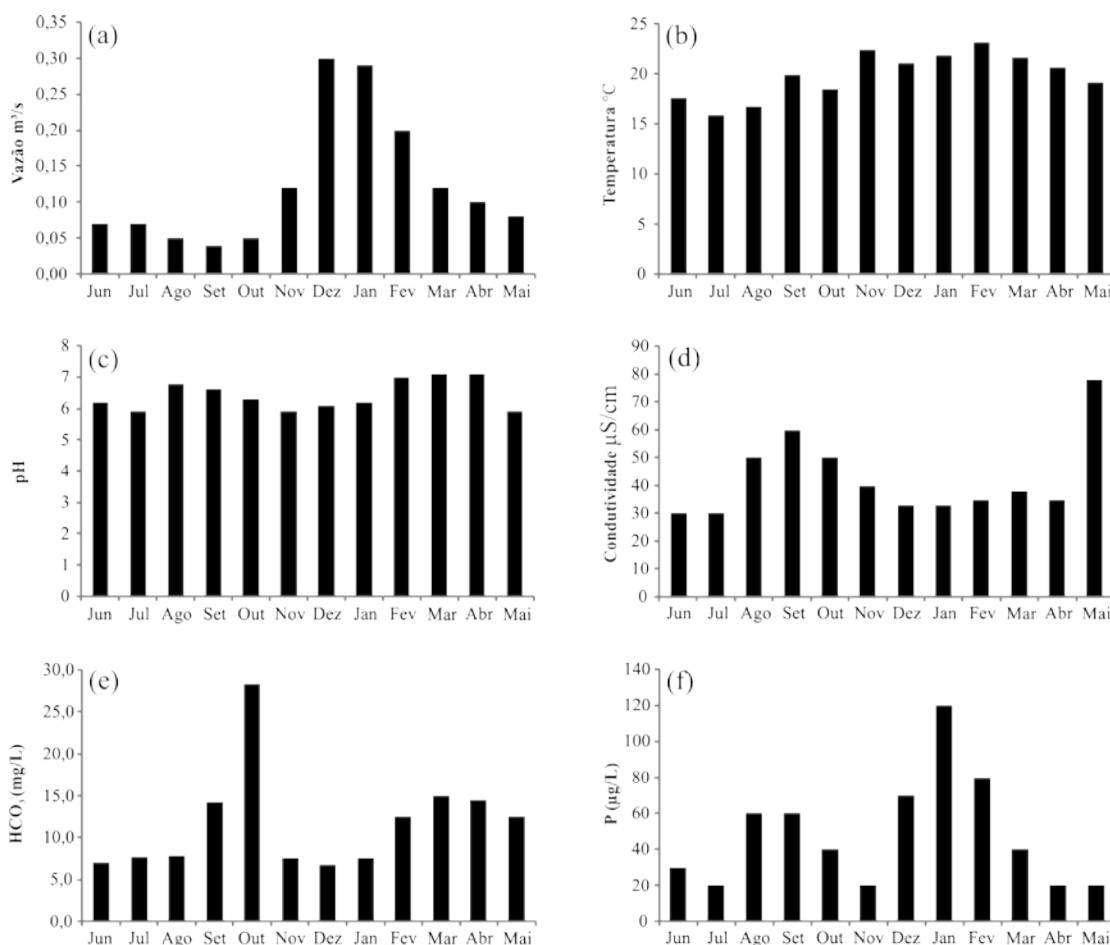 (a)
Vazão m³/s
0,35
0,30
0,25
0,20
0,15
0,10
0,05
0,00
Jun Jul Ago Set Out Nov Dez Jan Fev Mar Abr Mai
(b)
Temperatura °C
25
20
15
10
5
0
Jun Jul Ago Set Out Nov Dez Jan Fev Mar Abr Mai
(c)
pH
8
7
6
5
4
3
2
1
0
Jun Jul Ago Set Out Nov Dez Jan Fev Mar Abr Mai
(d)
Condutividade µS/cm
90
80
70
60
50
40
30
20
10
0
Jun Jul Ago Set Out Nov Dez Jan Fev Mar Abr Mai
(e)
HCO₃ (mg/L)
30,0
25,0
20,0
15,0
10,0
5,0
0,0
Jun Jul Ago Set Out Nov Dez Jan Fev Mar Abr Mai
(f)
P (µg/L)
140
120
100
80
60
40
20
0
Jun Jul Ago Set Out Nov Dez Jan Fev Mar Abr Mai